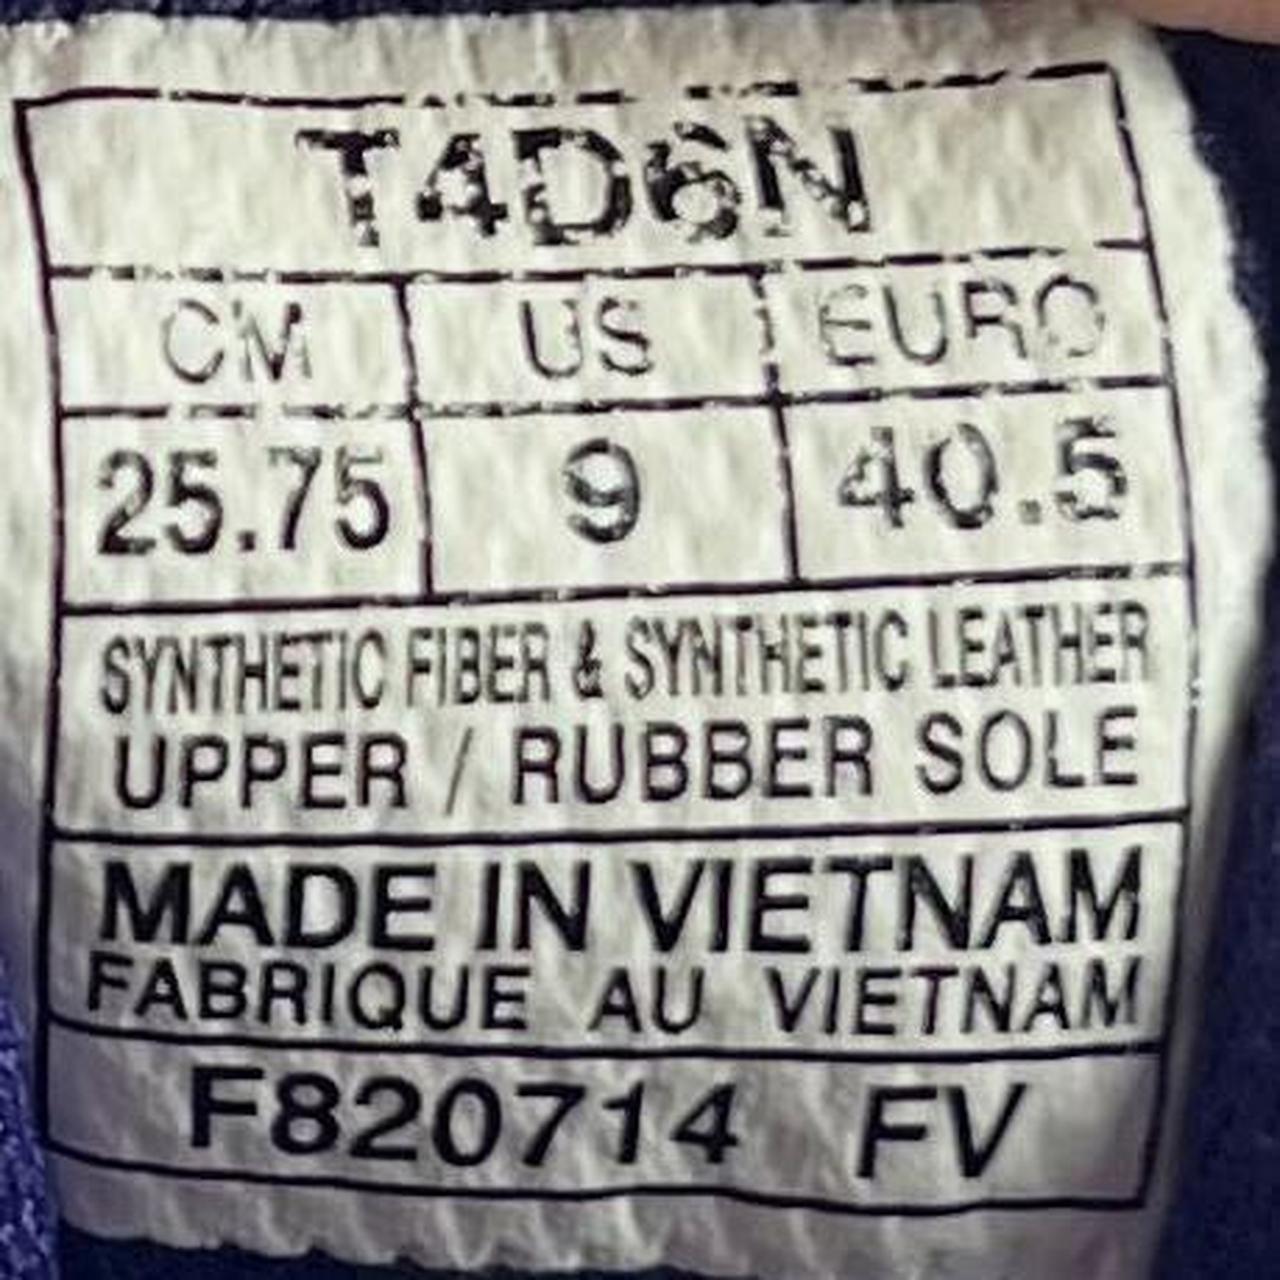 T4D6N
CM US EURO
25.75 9 40.5
SYNTHETIC FIBER & SYNTHETIC LEATHER
UPPER / RUBBER SOLE
MADE IN VIETNAM
FABRIQUE AU VIETNAM
F820714 FV